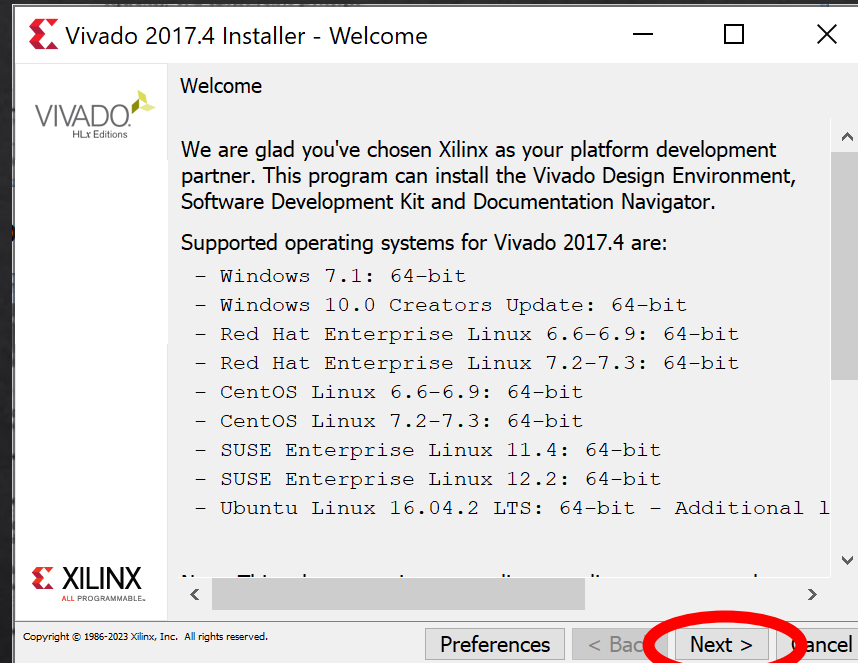 Vivado 2017.4 Installer - Welcome
VIVADO
HLx Editions
Welcome
We are glad you've chosen Xilinx as your platform development
partner. This program can install the Vivado Design Environment,
Software Development Kit and Documentation Navigator.
Supported operating systems for Vivado 2017.4 are:
- Windows 7.1: 64-bit
- Windows 10.0 Creators Update: 64-bit
- Red Hat Enterprise Linux 6.6-6.9: 64-bit
- Red Hat Enterprise Linux 7.2-7.3: 64-bit
- CentOS Linux 6.6-6.9: 64-bit
- CentOS Linux 7.2-7.3: 64-bit
- SUSE Enterprise Linux 11.4: 64-bit
- SUSE Enterprise Linux 12.2: 64-bit
- Ubuntu Linux 16.04.2 LTS: 64-bit - Additional l
XILINX
ALL PROGRAMMABLE.
Copyright © 1986-2023 Xilinx, Inc. All rights reserved.
Preferences
< Bac
Next >
Cancel